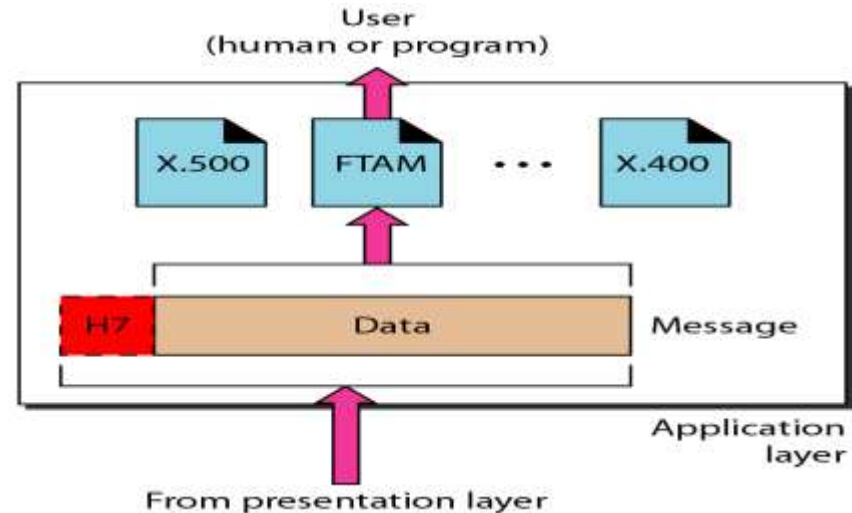 User
(human or program)
X.500
FTAM
X.400
H7
Data
Message
Application
layer
From presentation layer